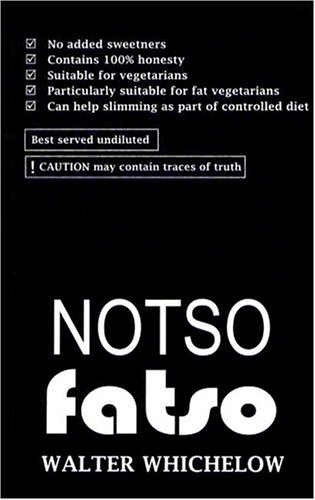 ☑ No added sweetners
☑ Contains 100% honesty
☑ Suitable for vegetarians
☑ Particularly suitable for fat vegetarians
☑ Can help slimming as part of controlled diet
Best served undiluted
! CAUTION may contain traces of truth
NOTSO
fatso
WALTER WHICHELOW